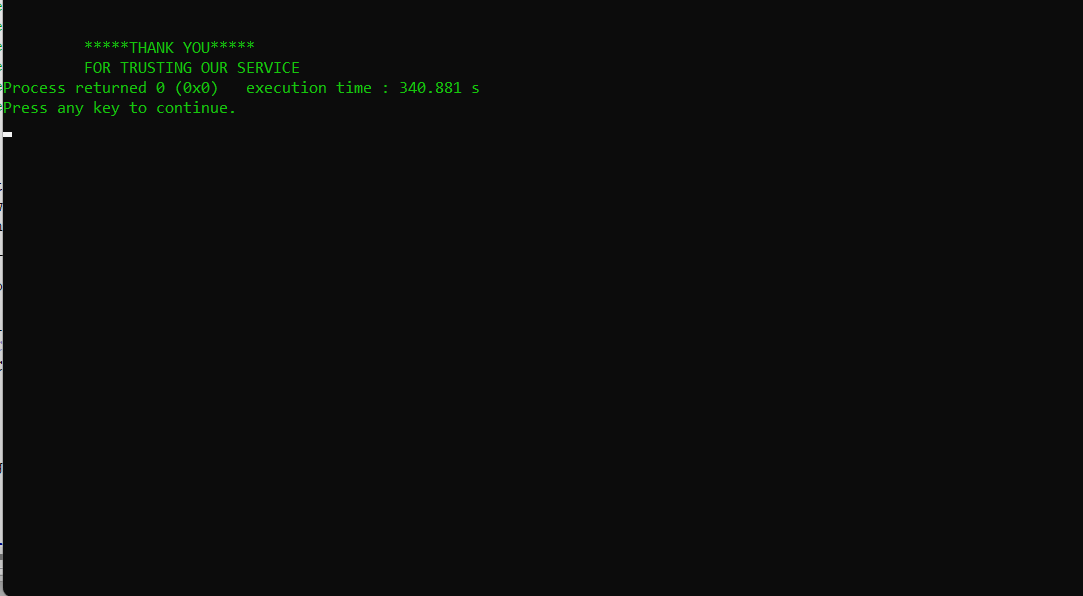 *****THANK YOU*****
FOR TRUSTING OUR SERVICE
Process returned 0 (0x0)   execution time : 340.881 s
Press any key to continue.